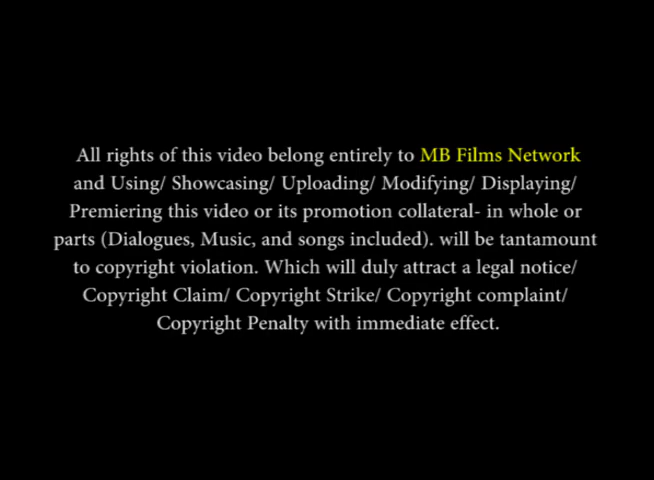 All rights of this video belong entirely to MB Films Network
and Using/ Showcasing/ Uploading/ Modifying/ Displaying/
Premiering this video or its promotion collateral- in whole or
parts (Dialogues, Music, and songs included). will be tantamount
to copyright violation. Which will duly attract a legal notice/
Copyright Claim/ Copyright Strike/ Copyright complaint/
Copyright Penalty with immediate effect.